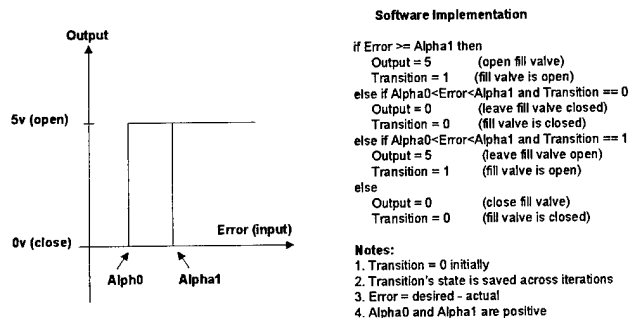 Output
5v (open)
0v (close)
Error (input)
Alph0
Alpha1
Software Implementation
if Error >= Alpha1 then
Output = 5 (open fill valve)
Transition = 1 (fill valve is open)
else if Alpha0<Error<Alpha1 and Transition == 0
Output = 0 (leave fill valve closed)
Transition = 0 (fill valve is closed)
else if Alpha0<Error<Alpha1 and Transition == 1
Output = 5 (leave fill valve open)
Transition = 1 (fill valve is open)
else
Output = 0 (close fill valve)
Transition = 0 (fill valve is closed)
Notes:
1. Transition = 0 initially
2. Transition's state is saved across iterations
3. Error = desired - actual
4. Alpha0 and Alpha1 are positive